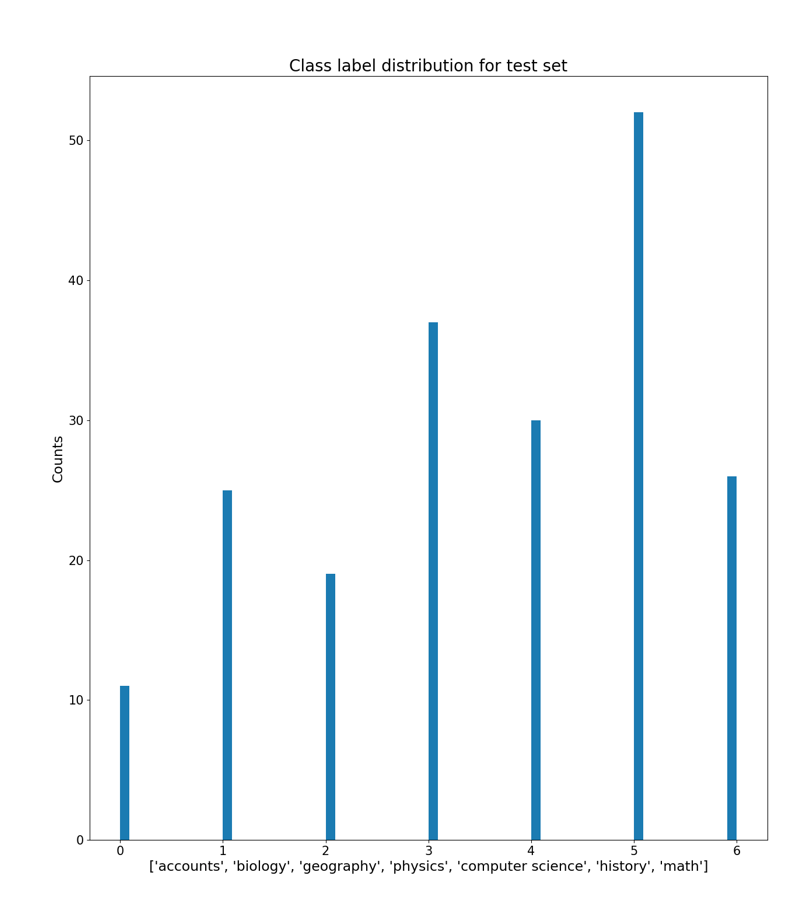 Class label distribution for test set
50
40
30
20
10
0
Counts
0 1 2 3 4 5 6
['accounts', 'biology', 'geography', 'physics', 'computer science', 'history', 'math']